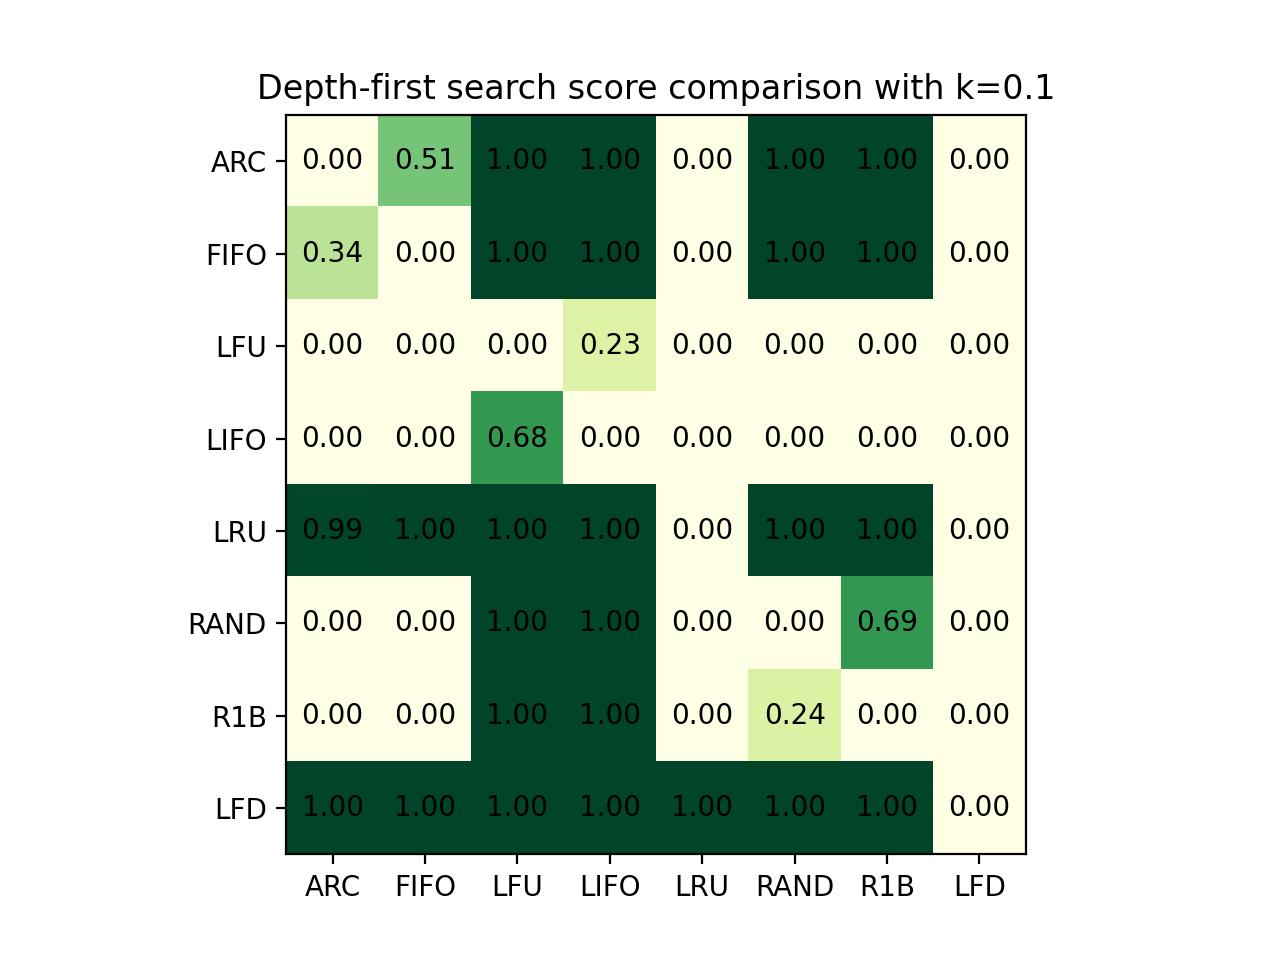 Depth-first search score comparison with k=0.1
ARC 0.00 0.51 1.00 1.00 0.00 1.00 1.00 0.00
FIFO 0.34 0.00 1.00 1.00 0.00 1.00 1.00 0.00
LFU 0.00 0.00 0.00 0.23 0.00 0.00 0.00 0.00
LIFO 0.00 0.00 0.68 0.00 0.00 0.00 0.00 0.00
LRU 0.99 1.00 1.00 1.00 0.00 1.00 1.00 0.00
RAND 0.00 0.00 1.00 1.00 0.00 0.00 0.69 0.00
R1B 0.00 0.00 1.00 1.00 0.00 0.24 0.00 0.00
LFD 1.00 1.00 1.00 1.00 1.00 1.00 1.00 0.00
ARC FIFO LFU LIFO LRU RAND R1B LFD